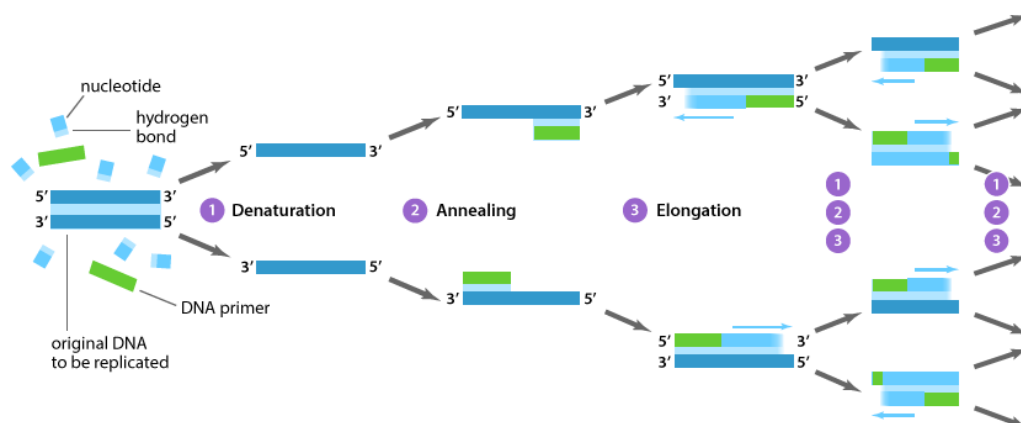 nucleotide
hydrogen
bond
5’ 3’
3’ 5’
DNA primer
original DNA
to be replicated
5’ 3’
1 Denaturation
3’ 5’
5’ 3’
2 Annealing
3’ 5’
5’ 3’
3’ 5’
3 Elongation
5’ 3’
3’ 5’
1
2
3
1
2
3